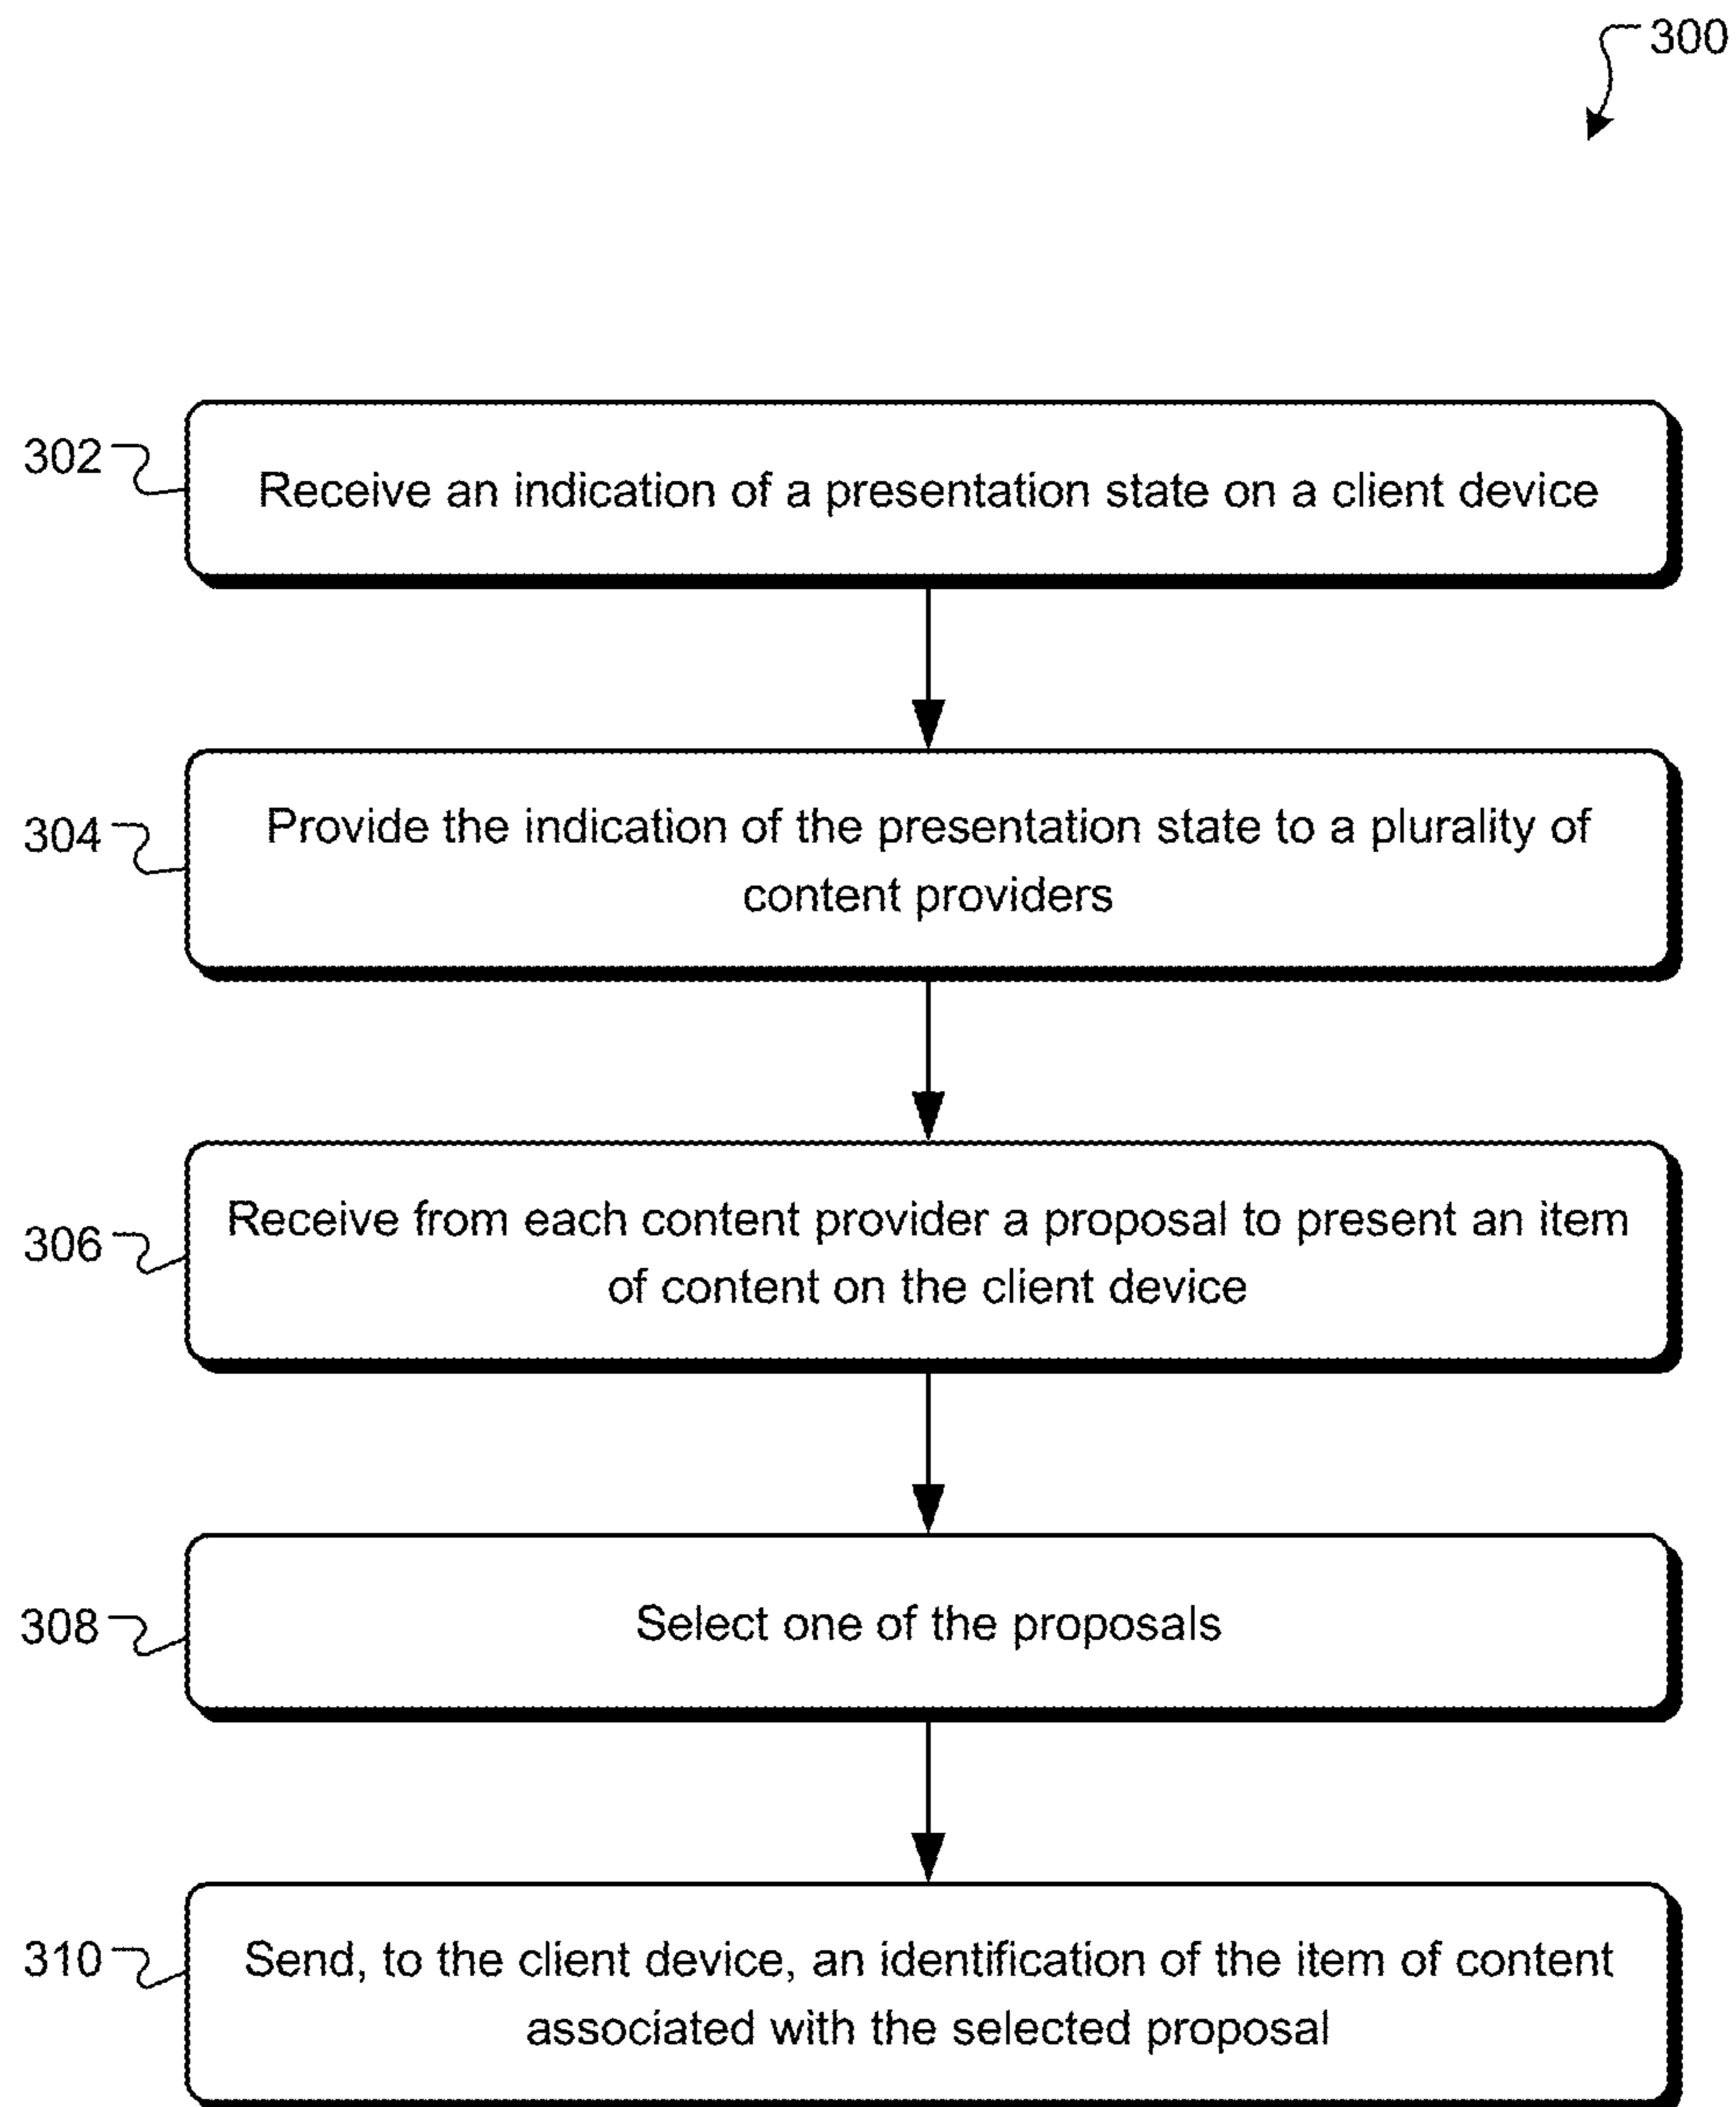 300
302
Receive an indication of a presentation state on a client device
304
Provide the indication of the presentation state to a plurality of
content providers
306
Receive from each content provider a proposal to present an item
of content on the client device
308
Select one of the proposals
310
Send, to the client device, an identification of the item of content
associated with the selected proposal